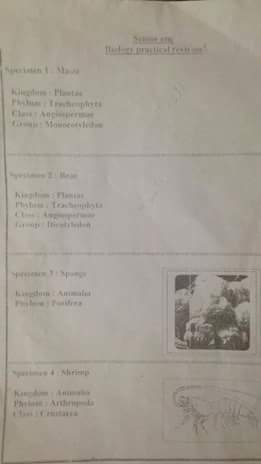 Senior one
Biology practical revision
Specimen 1 : Maize
Kingdom : Plantae
Phylum : Tracheophyta
Class : Angiospermae
Group : Monocotyledon
Specimen 2 : Bean
Kingdom : Plantae
Phylum : Tracheophyta
Class : Angiospermae
Group : Dicotyledon
Specimen 3 : Sponge
Kingdom : Animalia
Phylum : Porifera
Specimen 4 : Shrimp
Kingdom : Animalia
Phylum : Arthropoda
Class : Crustacea